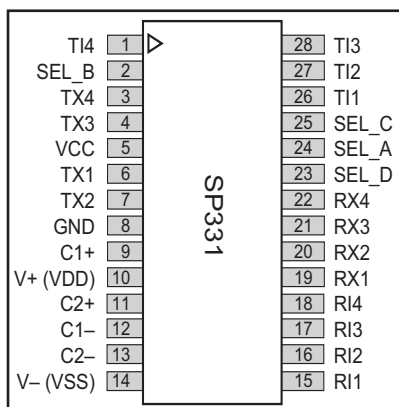 TI4 1 28 TI3
SEL_B 2 27 TI2
TX4 3 26 TI1
TX3 4 25 SEL_C
VCC 5 24 SEL_A
TX1 6 23 SEL_D
TX2 7 22 RX4
GND 8 21 RX3
C1+ 9 20 RX2
V+ (VDD) 10 19 RX1
C2+ 11 18 RI4
C1– 12 17 RI3
C2– 13 16 RI2
V– (VSS) 14 15 RI1
SP331